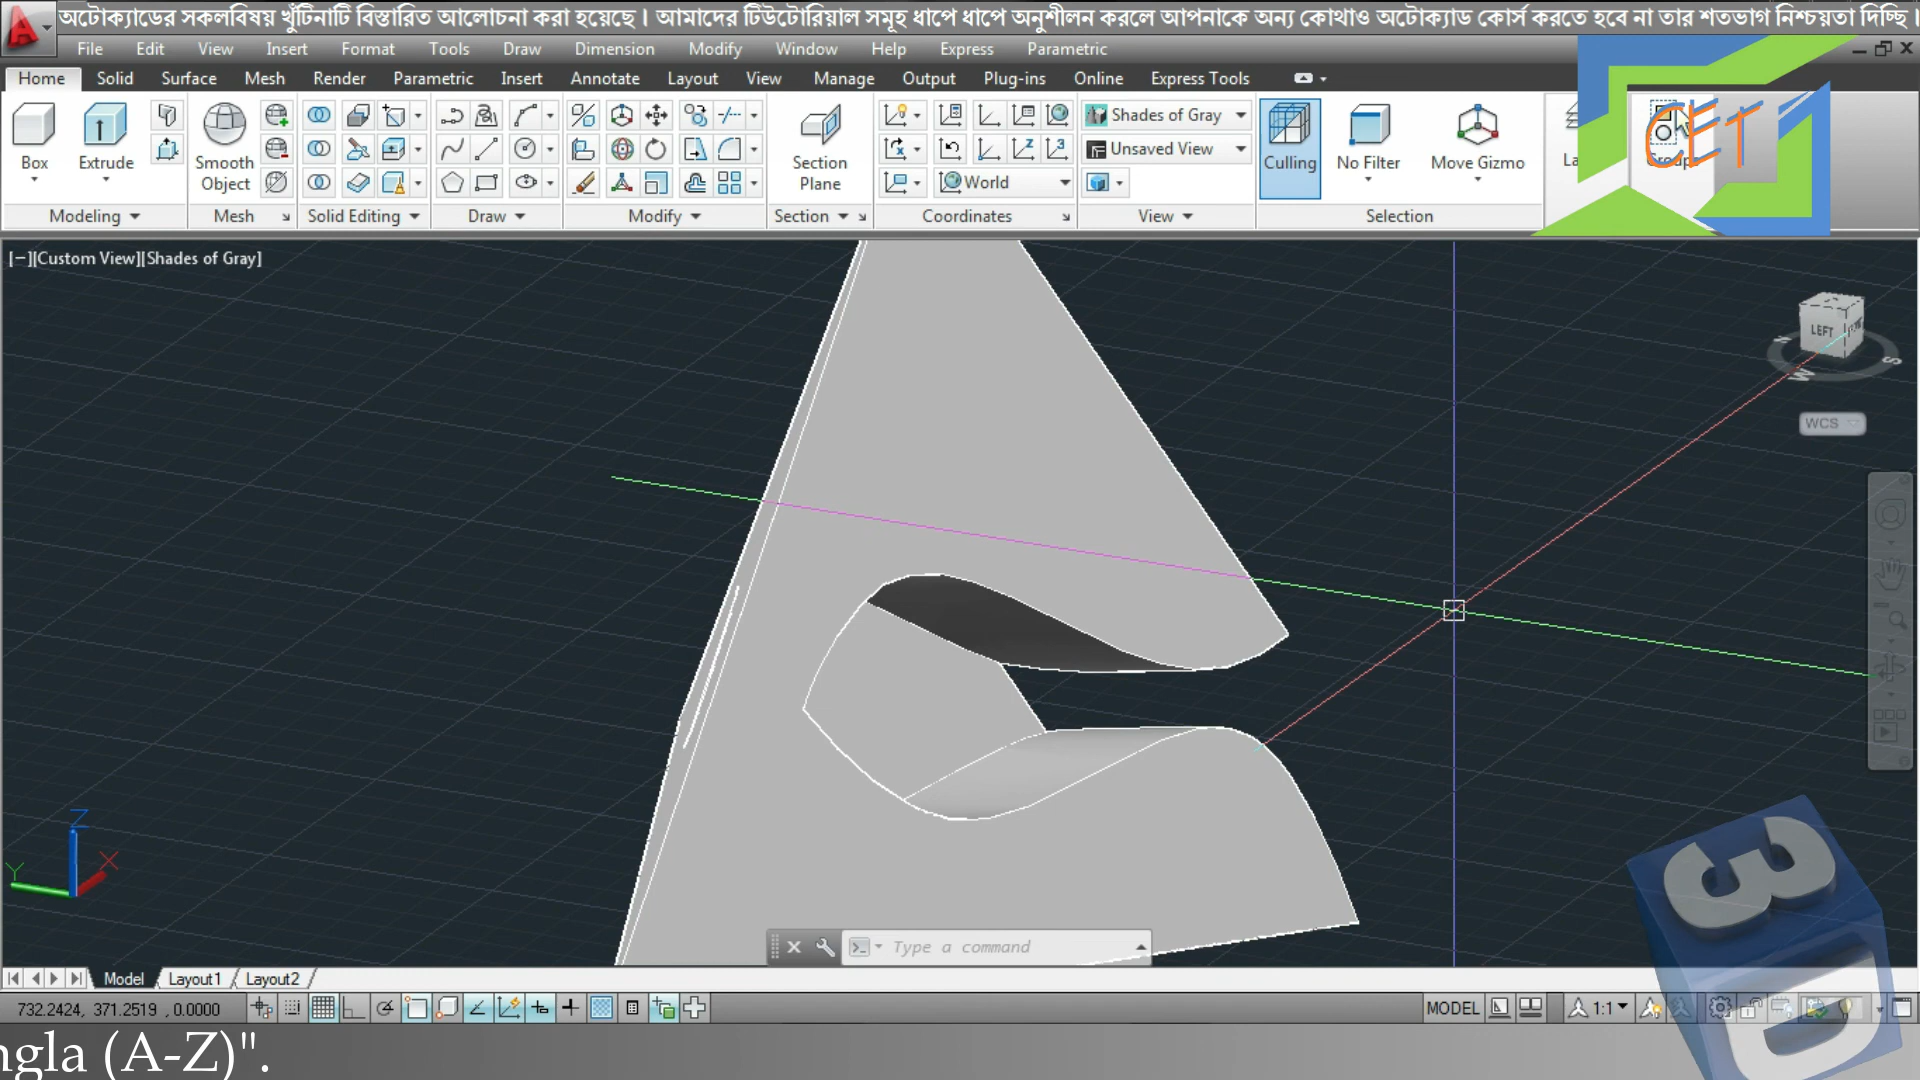 অটোক্যাডের সকলবিষয় খুঁটিনাটি বিস্তারিত আলোচনা করা হয়েছে। আমাদের টিউটোরিয়াল সমূহ ধাপে ধাপে অনুশীলন করলে আপনাকে অন্য কোথাও অটোক্যাড কোর্স করতে হবে না তার শতভাগ নিশ্চয়তা দিচ্ছি।
File Edit View Insert Format Tools Draw Dimension Modify Window Help Express Parametric
Home Solid Surface Mesh Render Parametric Insert Annotate Layout View Manage Output Plug-ins Online Express Tools
Shades of Gray
Unsaved View
World
Box Extrude Smooth Object Section Plane Culling No Filter Move Gizmo Groups
CET
Modeling Mesh Solid Editing Draw Modify Section Coordinates View Selection
[−][Custom View][Shades of Gray]
LEFT
N
S
W
WCS
Z
X
Y
Type a command
Model Layout1 Layout2
732.2424, 371.2519 , 0.0000 MODEL 1:1
3D
ngla (A-Z)".